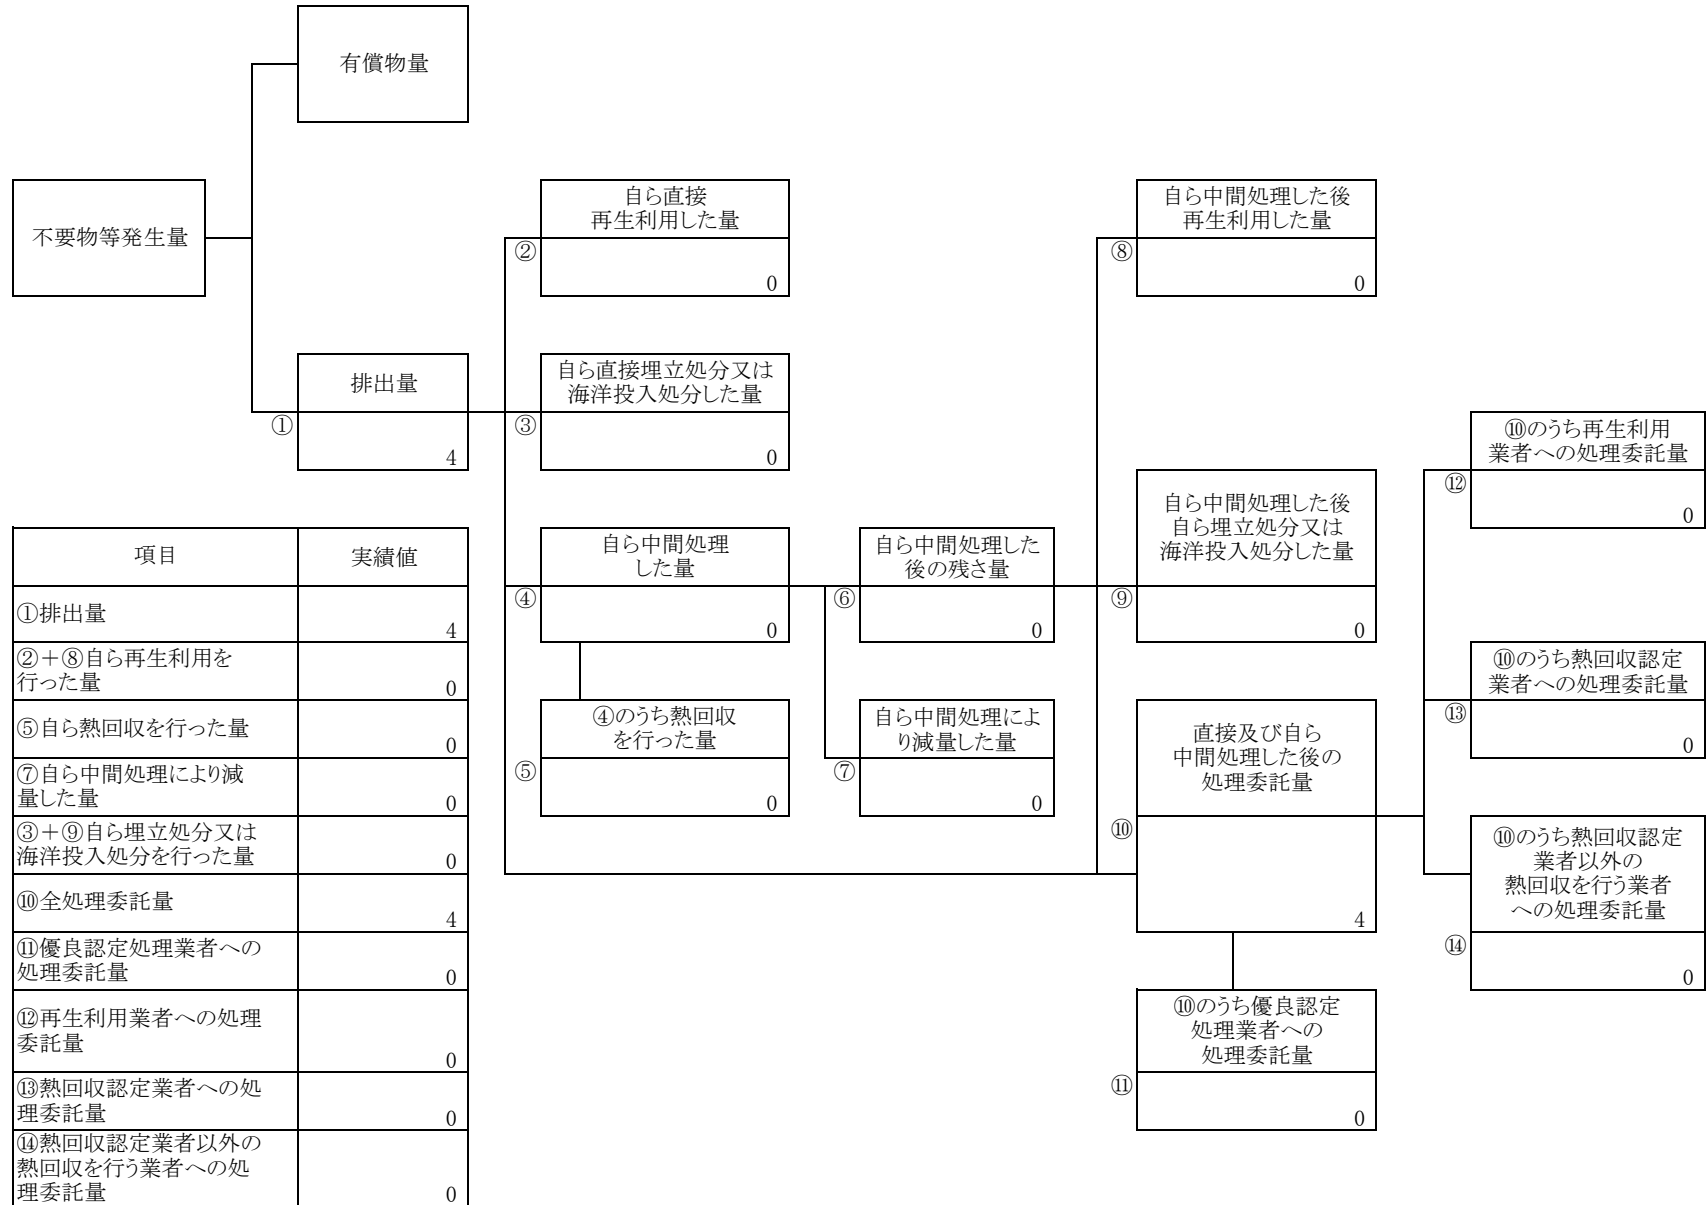 有償物量
不要物等発生量
自ら直接
再生利用した量
②
0
自ら中間処理した後
再生利用した量
⑧
0
排出量
①
4
自ら直接埋立処分又は
海洋投入処分した量
③
0
⑩のうち再生利用
業者への処理委託量
⑫
0
自ら中間処理した後
自ら埋立処分又は
海洋投入処分した量
⑨
0
自ら中間処理
した量
④
0
自ら中間処理した
後の残さ量
⑥
0
⑩のうち熱回収認定
業者への処理委託量
⑬
0
④のうち熱回収
を行った量
⑤
0
自ら中間処理によ
り減量した量
⑦
0
直接及び自ら
中間処理した後の
処理委託量
⑩
4
⑩のうち熱回収認定
業者以外の
熱回収を行う業者
への処理委託量
⑭
0
⑩のうち優良認定
処理業者への
処理委託量
⑪
0
項目 実績値
①排出量
4
②＋⑧自ら再生利用を
行った量
0
⑤自ら熱回収を行った量
0
⑦自ら中間処理により減
量した量
0
③＋⑨自ら埋立処分又は
海洋投入処分を行った量
0
⑩全処理委託量
4
⑪優良認定処理業者への
処理委託量
0
⑫再生利用業者への処理
委託量
0
⑬熱回収認定業者への処
理委託量
0
⑭熱回収認定業者以外の
熱回収を行う業者への処
理委託量
0